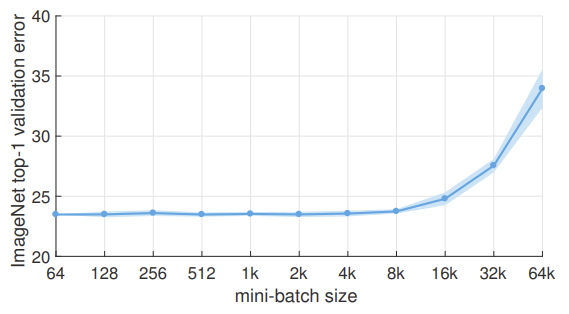 ImageNet top-1 validation error
40
35
30
25
20
64 128 256 512 1k 2k 4k 8k 16k 32k 64k
mini-batch size